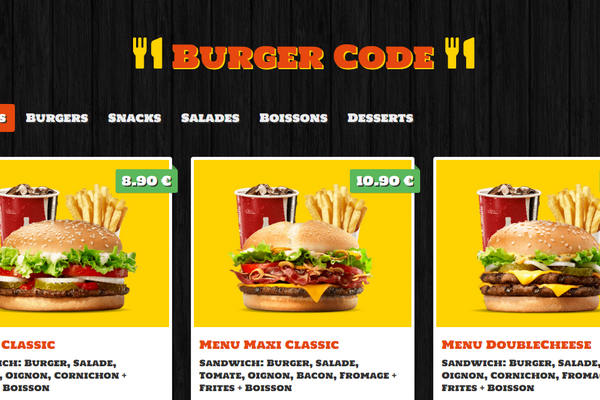 Burger Code
Burgers Snacks Salades Boissons Desserts
8.90 €
10.90 €
Classic
Burger, Salade,
, Oignon, Cornichon +
Boisson
Menu Maxi Classic
Sandwich: Burger, Salade,
Tomate, Oignon, Bacon, Fromage +
Frites + Boisson
Menu DoubleCheese
Sandwich: Burger, Salade,
Oignon, Cornichon,
Frites + Boisson